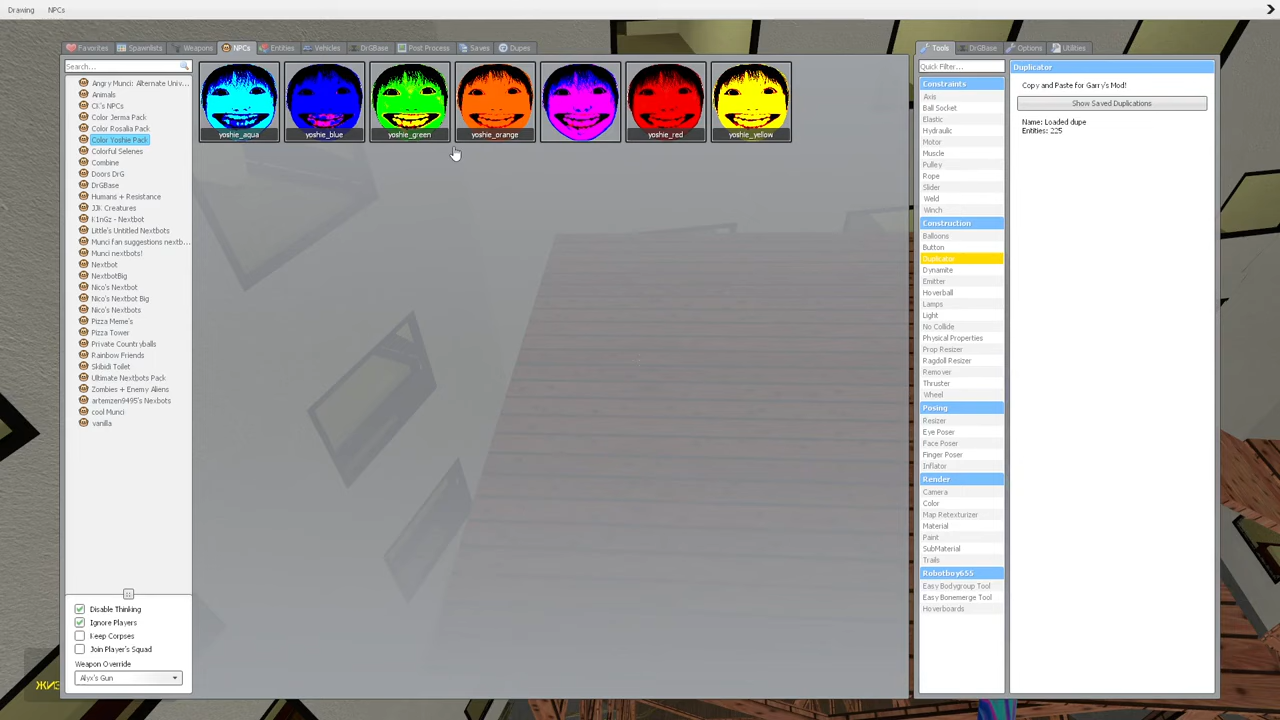 Drawing NPCs
Favorites Spawnlists Weapons NPCs Entities Vehicles DrGBase Post Process Saves Dupes
Search...
Angry Munci: Alternate Univ...
Animals
CK's NPCs
Color Jerma Pack
Color Rosalia Pack
Color Yoshie Pack
Colorful Selenes
Combine
Doors DrG
DrGBase
Humans + Resistance
JJK Creatures
K1nGz - Nextbot
Little's Untitled Nextbots
Munci fan suggestions nextb...
Munci nextbots!
Nextbot
NextbotBig
Nico's Nextbot
Nico's Nextbot Big
Nico's Nextbots
Pizza Meme's
Pizza Tower
Private Countryballs
Rainbow Friends
Skibidi Toilet
Ultimate Nextbots Pack
Zombies + Enemy Aliens
artemzen9495's Nexbots
cool Munci
vanilla
Disable Thinking
Ignore Players
Keep Corpses
Join Player's Squad
Weapon Override
Alyx's Gun
yoshie_aqua yoshie_blue yoshie_green yoshie_orange yoshie_red yoshie_yellow
Tools DrGBase Options Utilities
Quick Filter...
Constraints
Axis
Ball Socket
Elastic
Hydraulic
Motor
Muscle
Pulley
Rope
Slider
Weld
Winch
Construction
Balloons
Button
Duplicator
Dynamite
Emitter
Hoverball
Lamps
Light
No Collide
Physical Properties
Prop Resizer
Ragdoll Resizer
Remover
Thruster
Wheel
Posing
Resizer
Eye Poser
Face Poser
Finger Poser
Inflator
Render
Camera
Color
Map Retexturizer
Material
Paint
SubMaterial
Trails
Robotboy655
Easy Bodygroup Tool
Easy Bonemerge Tool
Hoverboards
Duplicator
Copy and Paste for Garry's Mod!
Show Saved Duplications
Name: Loaded dupe
Entities: 225